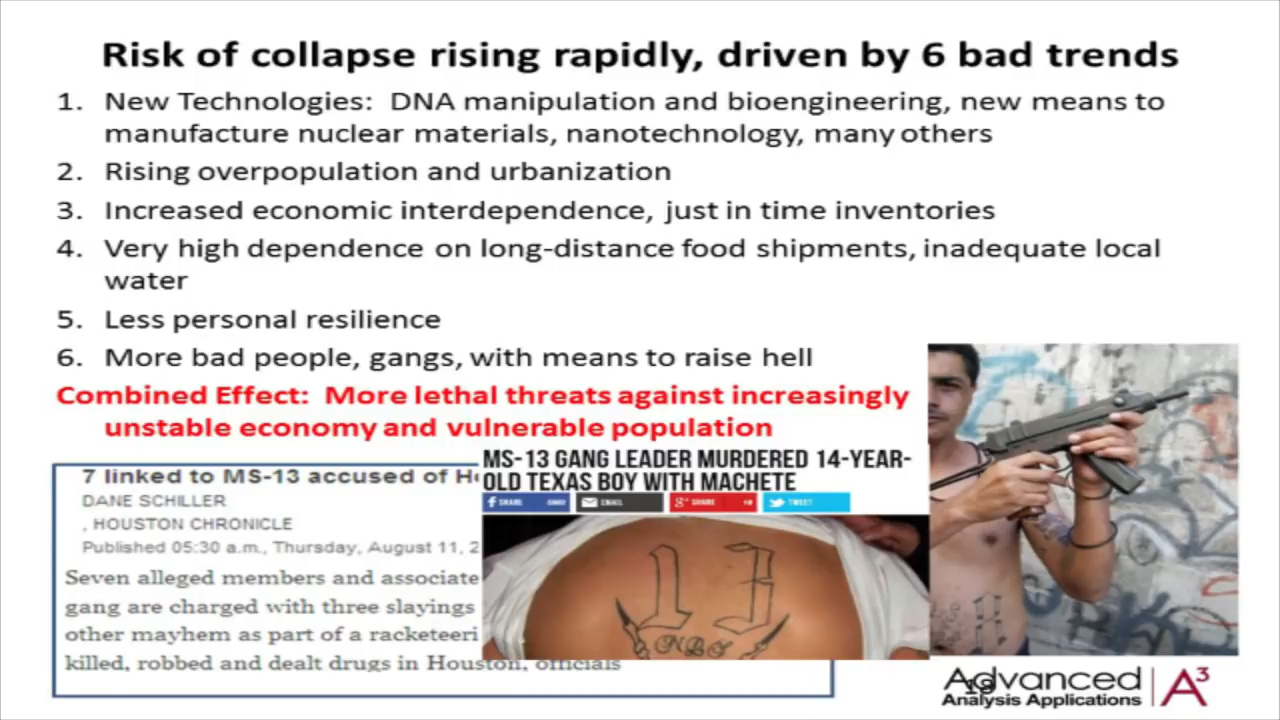 Risk of collapse rising rapidly, driven by 6 bad trends
1. New Technologies: DNA manipulation and bioengineering, new means to
manufacture nuclear materials, nanotechnology, many others
2. Rising overpopulation and urbanization
3. Increased economic interdependence, just in time inventories
4. Very high dependence on long-distance food shipments, inadequate local
water
5. Less personal resilience
6. More bad people, gangs, with means to raise hell
Combined Effect: More lethal threats against increasingly
unstable economy and vulnerable population
7 linked to MS-13 accused of
DANE SCHILLER
, HOUSTON CHRONICLE
Published 05:30 a.m., Thursday, August 11, 2
Seven alleged members and associate
gang are charged with three slayings
other mayhem as part of a racketeeri
killed, robbed and dealt drugs in Houston, officials
MS-13 GANG LEADER MURDERED 14-YEAR-
OLD TEXAS BOY WITH MACHETE
SHARE
EMAIL
SHARE
TWEET
13
Advanced
Analysis Applications
A3